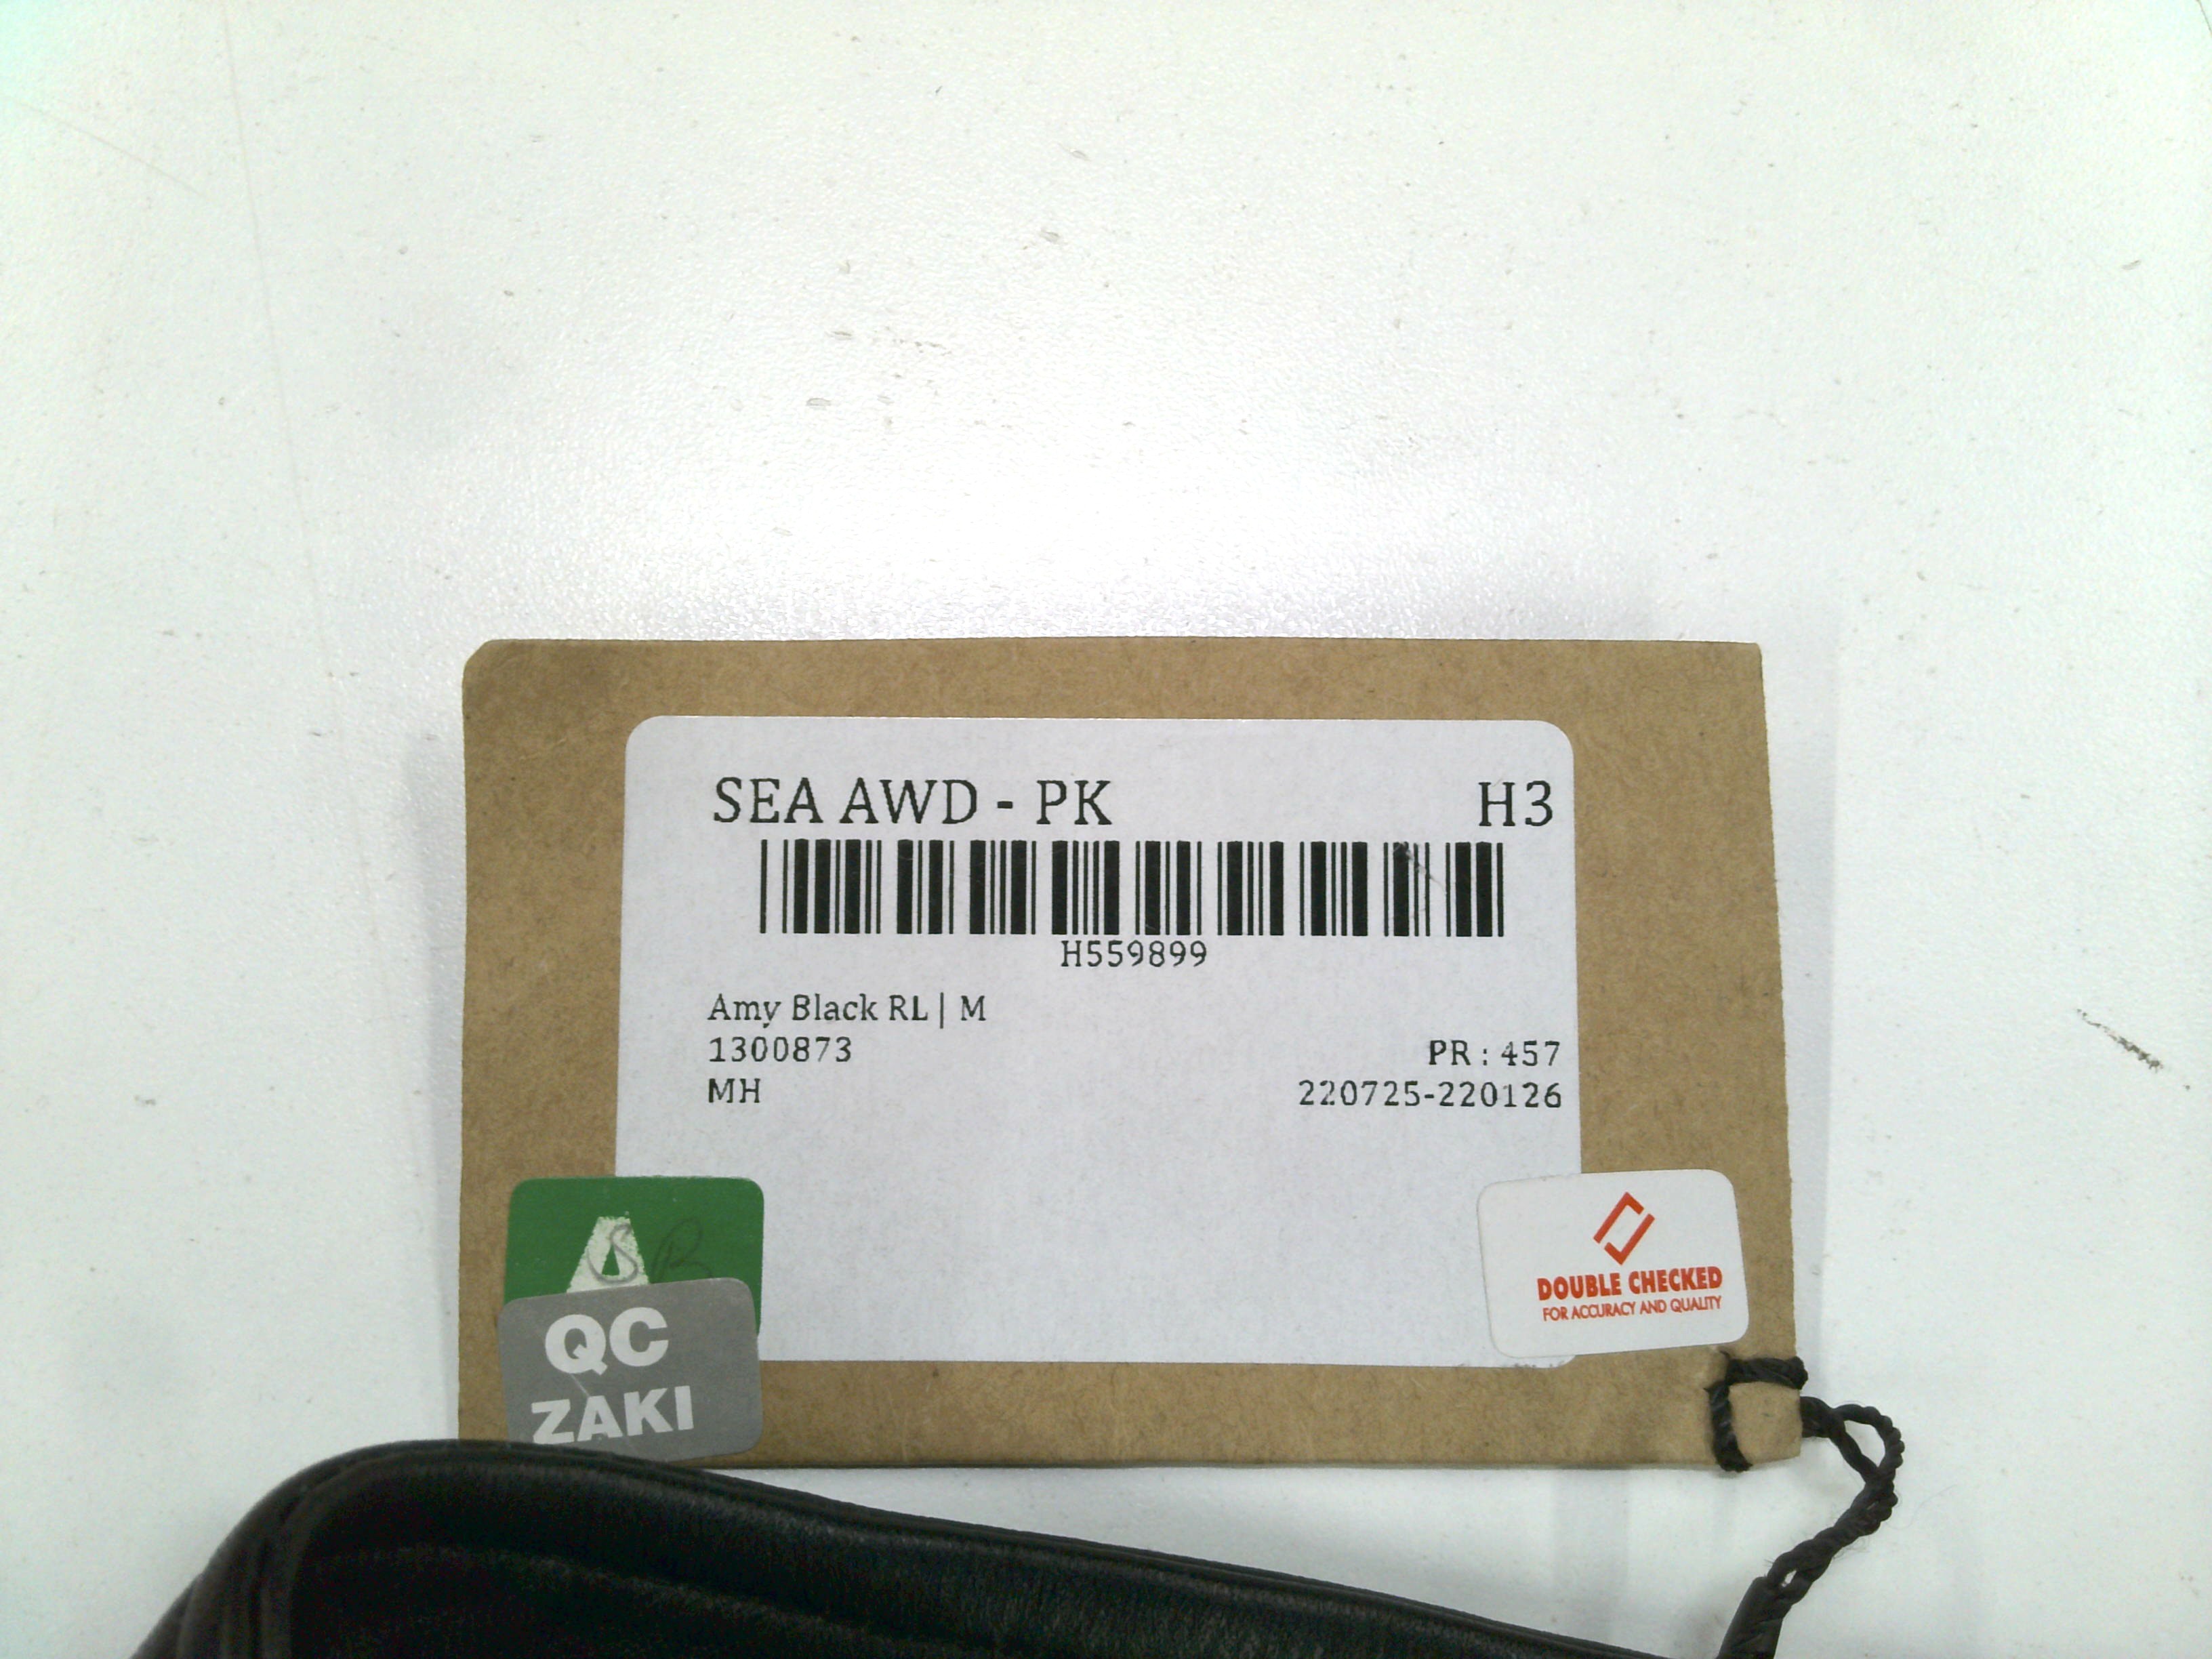 SEA AWD - PK H3
H559899
Amy Black RL | M
1300873 PR : 457
MH 220725-220126
A
QC
ZAKI
DOUBLE CHECKED
FOR ACCURACY AND QUALITY